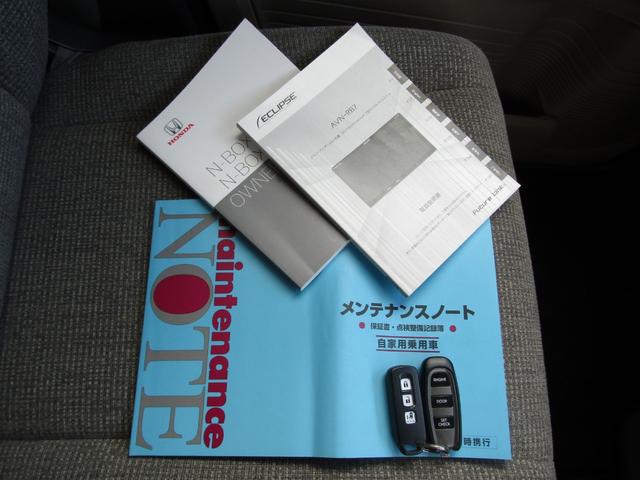 HONDA
N-BOX
N-BOX
OWNE
ECLIPSE
AVN-R8
取扱説明書
Future Link
maintenance
NOTE
メンテナンスノート
保証書・点検整備記録簿
自家用乗用車
時携行
ENGINE
DOOR
SET
CHECK